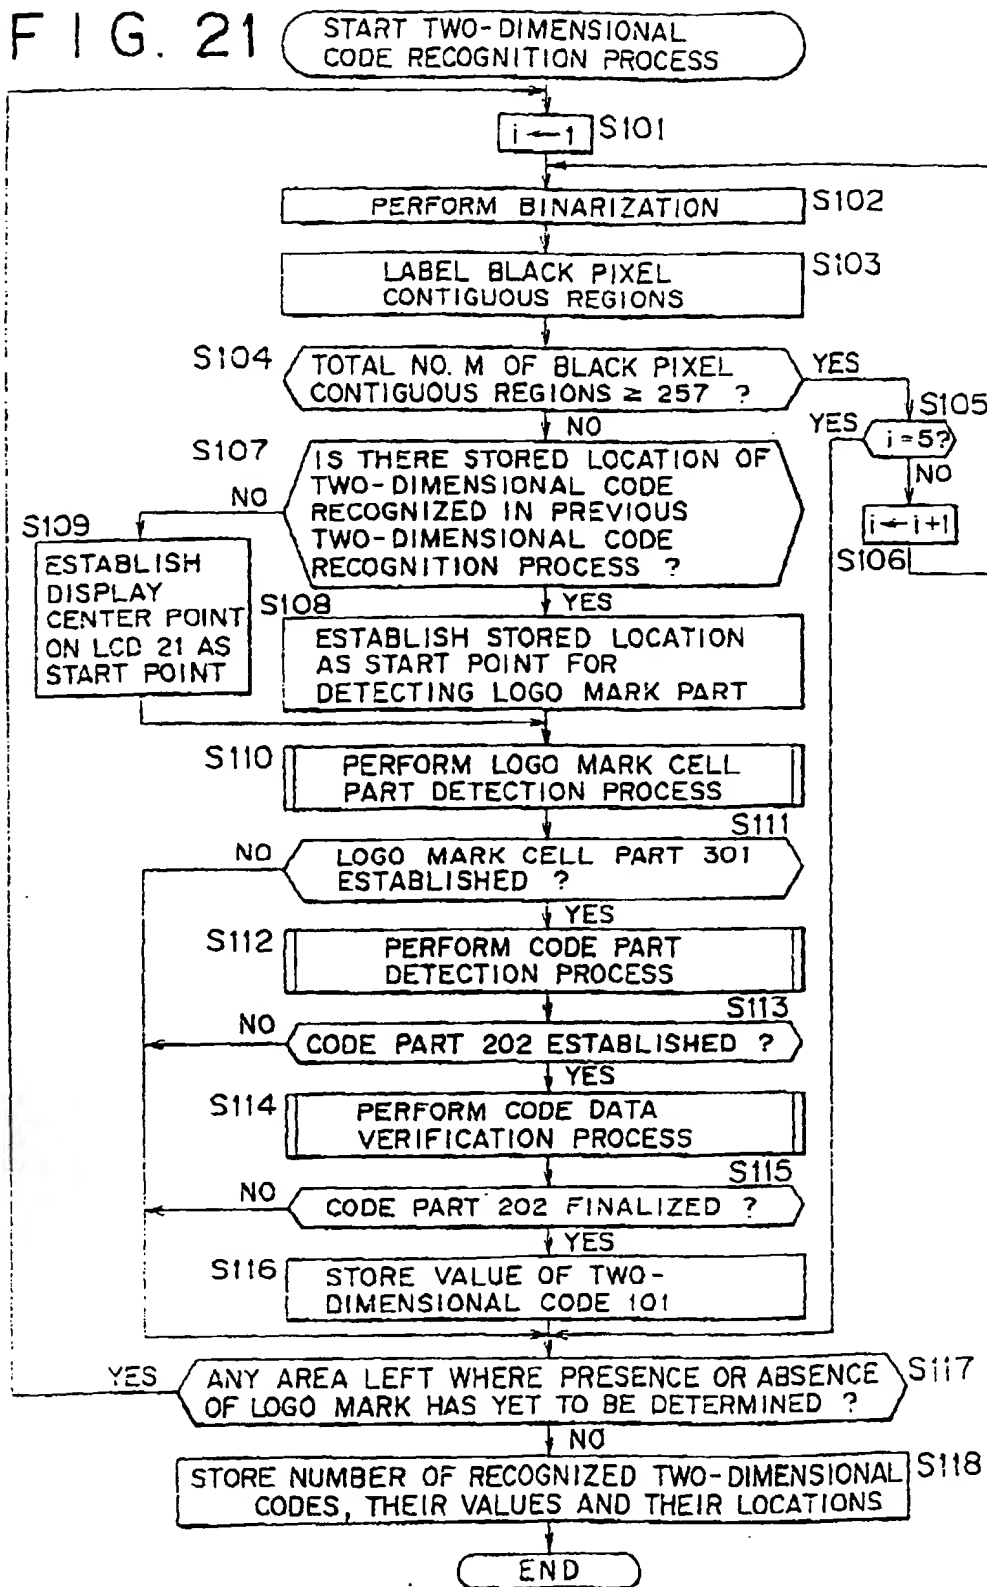 FIG. 21
START TWO-DIMENSIONAL
CODE RECOGNITION PROCESS
i ← 1
S101
PERFORM BINARIZATION
S102
LABEL BLACK PIXEL
CONTIGUOUS REGIONS
S103
S104
TOTAL NO. M OF BLACK PIXEL
CONTIGUOUS REGIONS ≥ 257 ?
YES
NO
S105
YES
i = 5?
NO
i ← i+1
S106
S107
IS THERE STORED LOCATION OF
TWO-DIMENSIONAL CODE
RECOGNIZED IN PREVIOUS
TWO-DIMENSIONAL CODE
RECOGNITION PROCESS ?
NO
YES
S109
ESTABLISH
DISPLAY
CENTER POINT
ON LCD 21 AS
START POINT
S108
ESTABLISH STORED LOCATION
AS START POINT FOR
DETECTING LOGO MARK PART
S110
PERFORM LOGO MARK CELL
PART DETECTION PROCESS
S111
NO
LOGO MARK CELL PART 301
ESTABLISHED ?
YES
S112
PERFORM CODE PART
DETECTION PROCESS
S113
NO
CODE PART 202 ESTABLISHED ?
YES
S114
PERFORM CODE DATA
VERIFICATION PROCESS
S115
NO
CODE PART 202 FINALIZED ?
YES
S116
STORE VALUE OF TWO-
DIMENSIONAL CODE 101
YES
ANY AREA LEFT WHERE PRESENCE OR ABSENCE
OF LOGO MARK HAS YET TO BE DETERMINED ?
S117
NO
STORE NUMBER OF RECOGNIZED TWO-DIMENSIONAL
CODES, THEIR VALUES AND THEIR LOCATIONS
S118
END